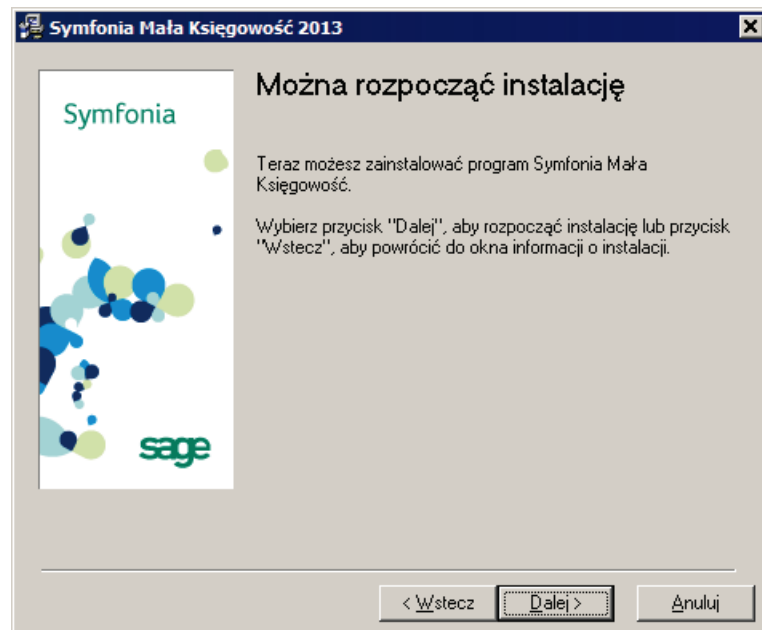 Symfonia Mała Księgowość 2013
Symfonia
sage
Można rozpocząć instalację
Teraz możesz zainstalować program Symfonia Mała
Księgowość.
Wybierz przycisk "Dalej", aby rozpocząć instalację lub przycisk
"Wstecz", aby powrócić do okna informacji o instalacji.
< Wstecz
Dalej >
Anuluj